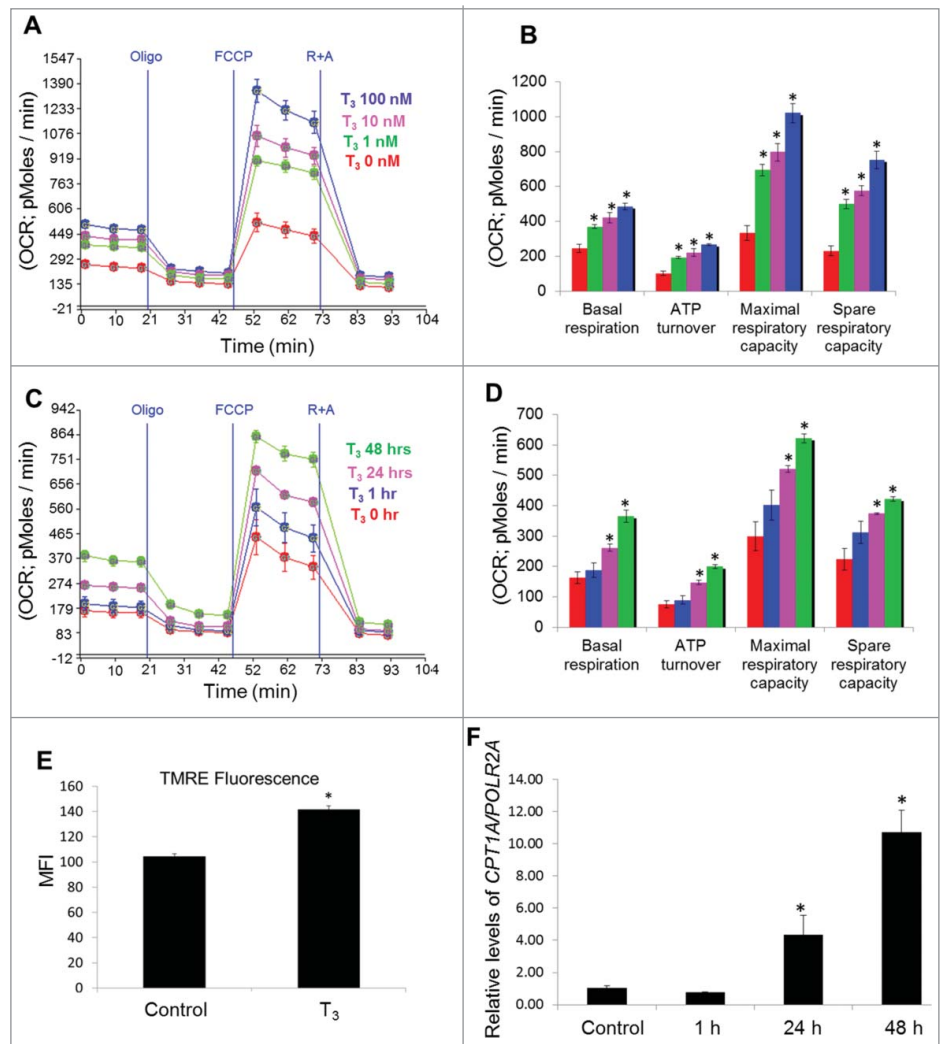 A
Oligo FCCP R+A
1547
1390
1233
1076
919
763
606
449
292
135
-21
(OCR; pMoles / min)
T3 100 nM
T3 10 nM
T3 1 nM
T3 0 nM
0 10 21 31 42 52 62 73 83 93 104
Time (min)
B
1200
1000
800
600
400
200
0
(OCR; pMoles / min)
* * *
* * *
* * *
* * *
Basal respiration
ATP turnover
Maximal respiratory capacity
Spare respiratory capacity
C
Oligo FCCP R+A
942
864
751
656
560
465
370
274
179
83
-12
(OCR; pMoles / min)
T3 48 hrs
T3 24 hrs
T3 1 hr
T3 0 hr
0 10 21 31 42 52 62 73 83 93 104
Time (min)
D
700
600
500
400
300
200
100
0
(OCR; pMoles / min)
* *
* *
* *
* *
Basal respiration
ATP turnover
Maximal respiratory capacity
Spare respiratory capacity
E
TMRE Fluorescence
160
140
120
100
80
60
40
20
0
MFI
*
Control T3
F
Relative levels of CPT1A/POLR2A
14.00
12.00
10.00
8.00
6.00
4.00
2.00
0.00
*
*
Control 1 h 24 h 48 h